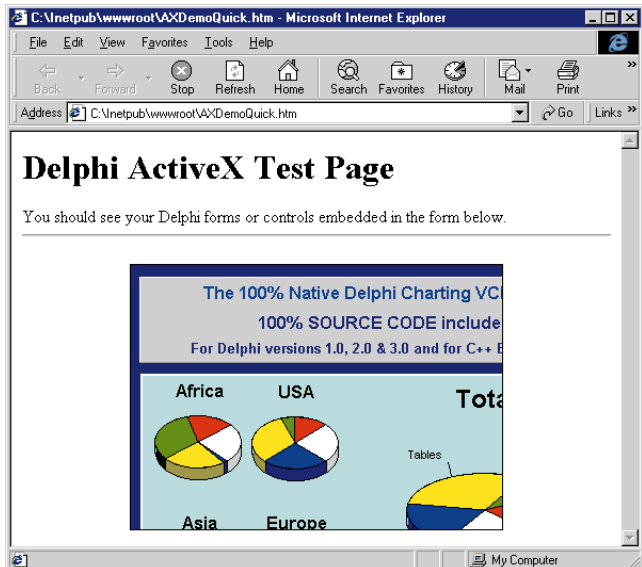 C:\Inetpub\wwwroot\AXDemoQuick.htm - Microsoft Internet Explorer
File Edit View Favorites Tools Help
Back Forward Stop Refresh Home Search Favorites History Mail Print »
Address C:\Inetpub\wwwroot\AXDemoQuick.htm Go Links »
Delphi ActiveX Test Page
You should see your Delphi forms or controls embedded in the form below.
The 100% Native Delphi Charting VCL
100% SOURCE CODE include
For Delphi versions 1.0, 2.0 & 3.0 and for C++ B
Africa USA
Tota
Tables
Asia Europe
My Computer